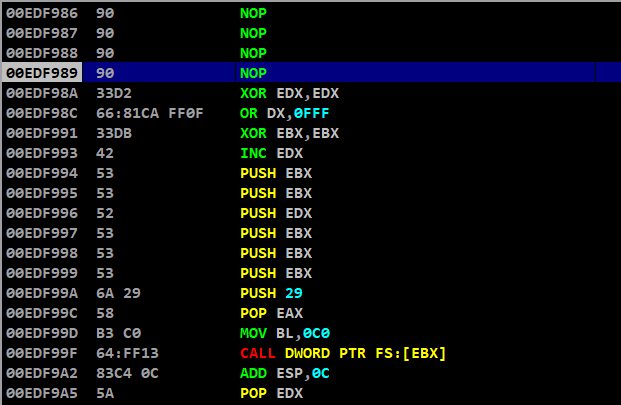 00EDF986 90 NOP
00EDF987 90 NOP
00EDF988 90 NOP
00EDF989 90 NOP
00EDF98A 33D2 XOR EDX,EDX
00EDF98C 66:81CA FF0F OR DX,0FFF
00EDF991 33DB XOR EBX,EBX
00EDF993 42 INC EDX
00EDF994 53 PUSH EBX
00EDF995 53 PUSH EBX
00EDF996 52 PUSH EDX
00EDF997 53 PUSH EBX
00EDF998 53 PUSH EBX
00EDF999 53 PUSH EBX
00EDF99A 6A 29 PUSH 29
00EDF99C 58 POP EAX
00EDF99D B3 C0 MOV BL,0C0
00EDF99F 64:FF13 CALL DWORD PTR FS:[EBX]
00EDF9A2 83C4 0C ADD ESP,0C
00EDF9A5 5A POP EDX